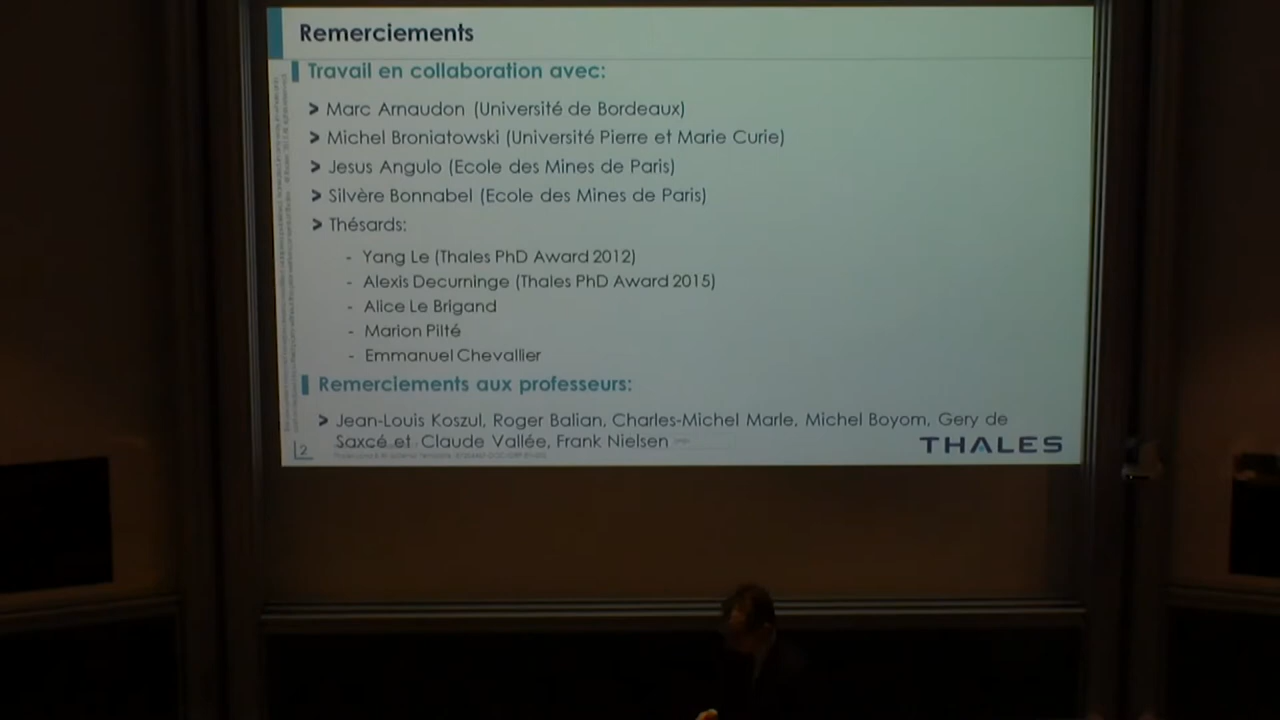 Remerciements
Travail en collaboration avec:
> Marc Arnaudon (Université de Bordeaux)
> Michel Broniatowski (Université Pierre et Marie Curie)
> Jesus Angulo (Ecole des Mines de Paris)
> Silvère Bonnabel (Ecole des Mines de Paris)
> Thésards:
- Yang Le (Thales PhD Award 2012)
- Alexis Decurninge (Thales PhD Award 2015)
- Alice Le Brigand
- Marion Pilté
- Emmanuel Chevallier
Remerciements aux professeurs:
> Jean-Louis Koszul, Roger Balian, Charles-Michel Marle, Michel Boyom, Gery de
Saxcé et Claude Vallée, Frank Nielsen
2
THALES